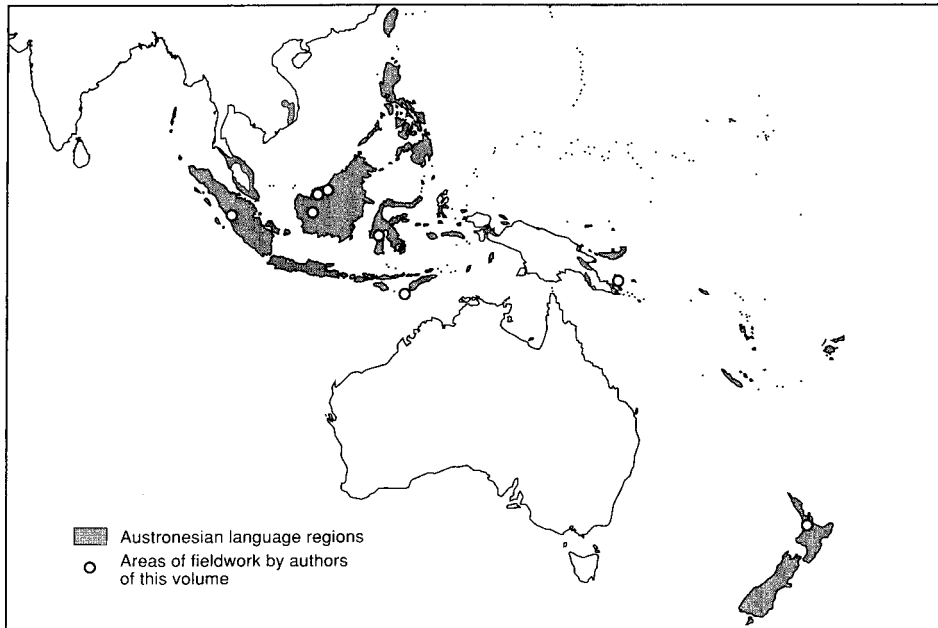 Austronesian language regions
Areas of fieldwork by authors
of this volume